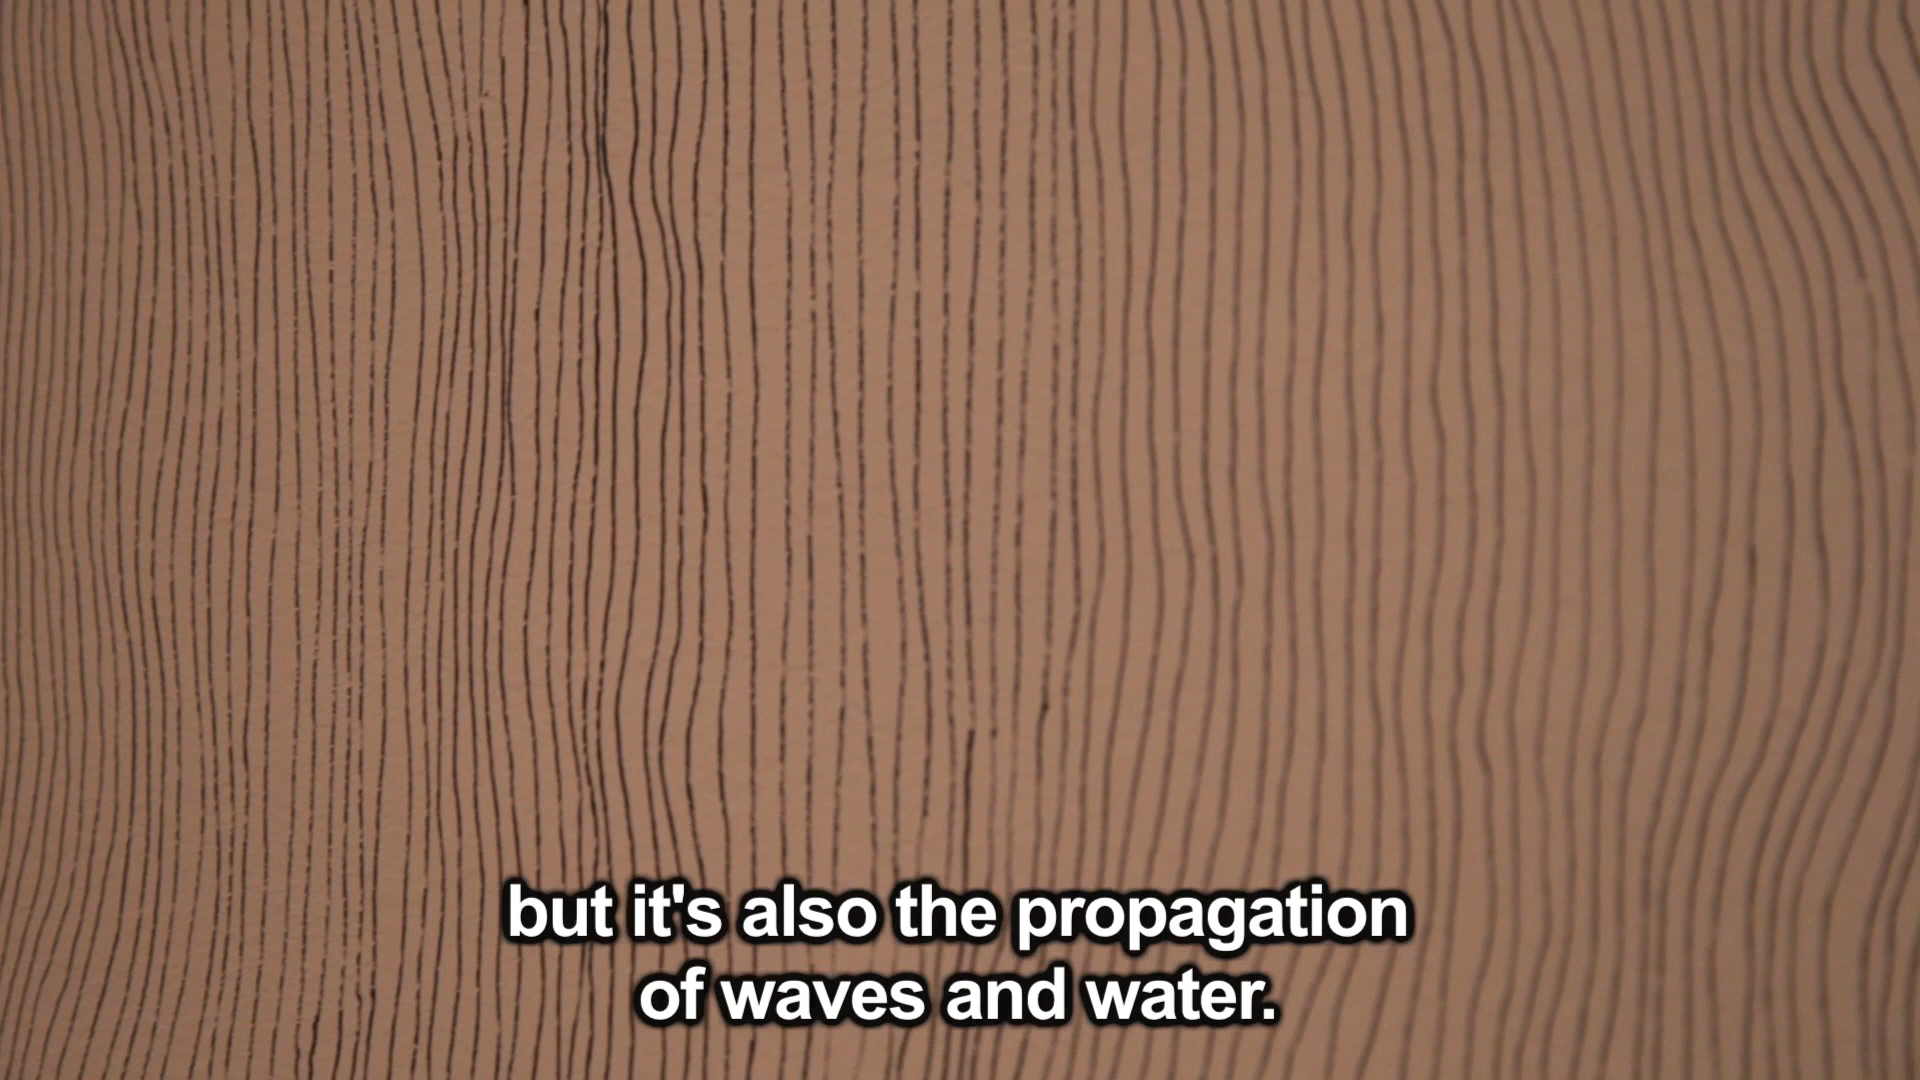 but it's also the propagation
of waves and water.